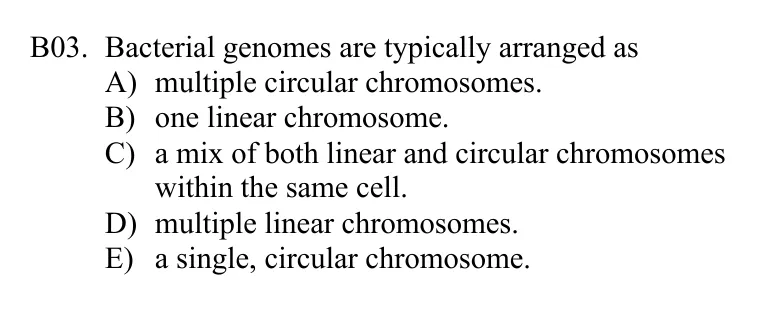 B03. Bacterial genomes are typically arranged as
A) multiple circular chromosomes.
B) one linear chromosome.
C) a mix of both linear and circular chromosomes
within the same cell.
D) multiple linear chromosomes.
E) a single, circular chromosome.